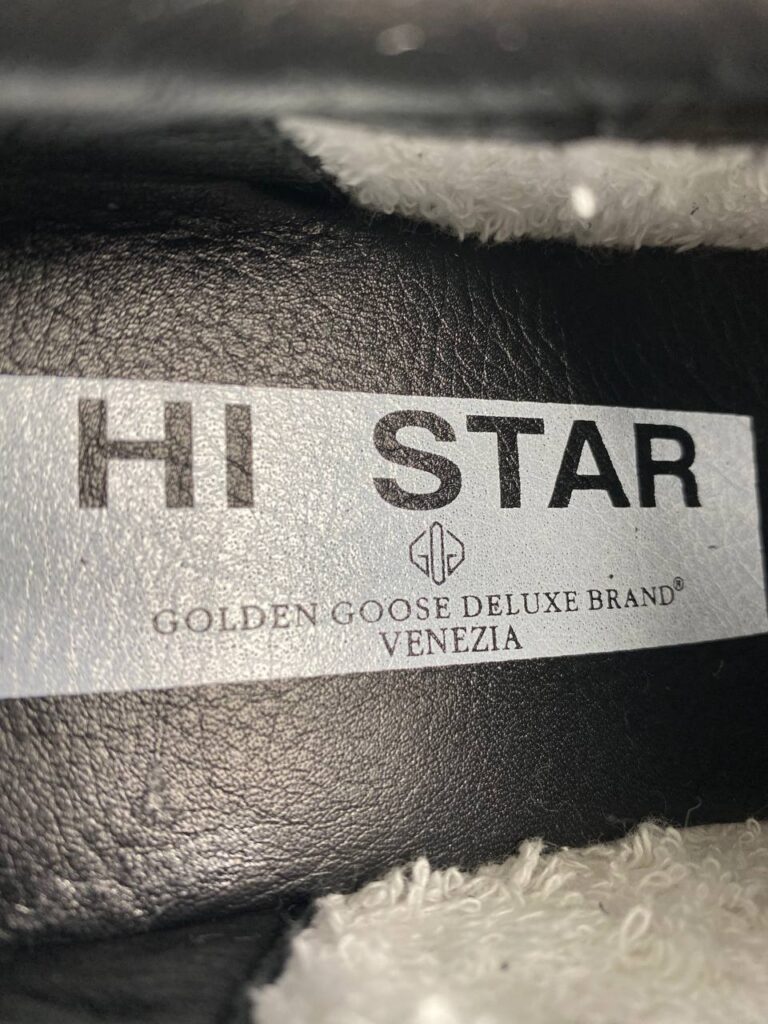 HI STAR
GGDB
GOLDEN GOOSE DELUXE BRAND®
VENEZIA